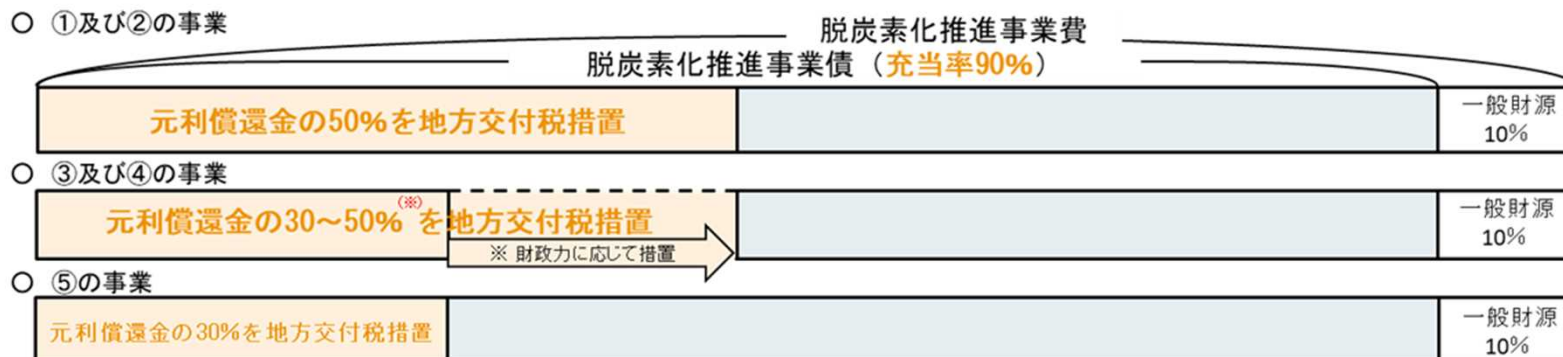 ○ ①及び②の事業
脱炭素化推進事業費
脱炭素化推進事業債（充当率90%）
元利償還金の50%を地方交付税措置
一般財源
10%
○ ③及び④の事業
元利償還金の30～50%(※)を地方交付税措置
※ 財政力に応じて措置
一般財源
10%
○ ⑤の事業
元利償還金の30%を地方交付税措置
一般財源
10%